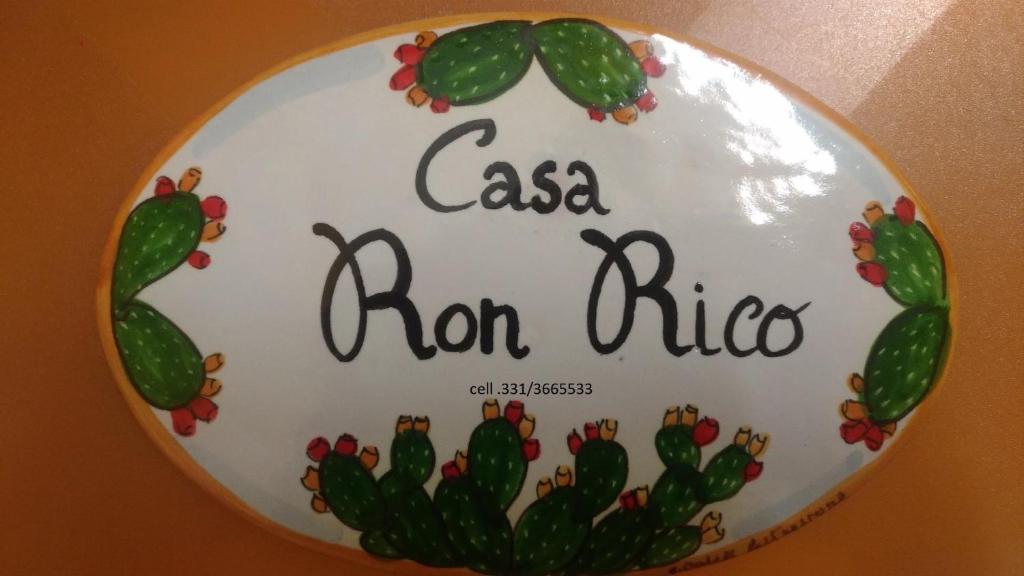 Casa
Ron Rico
cell .331/3665533